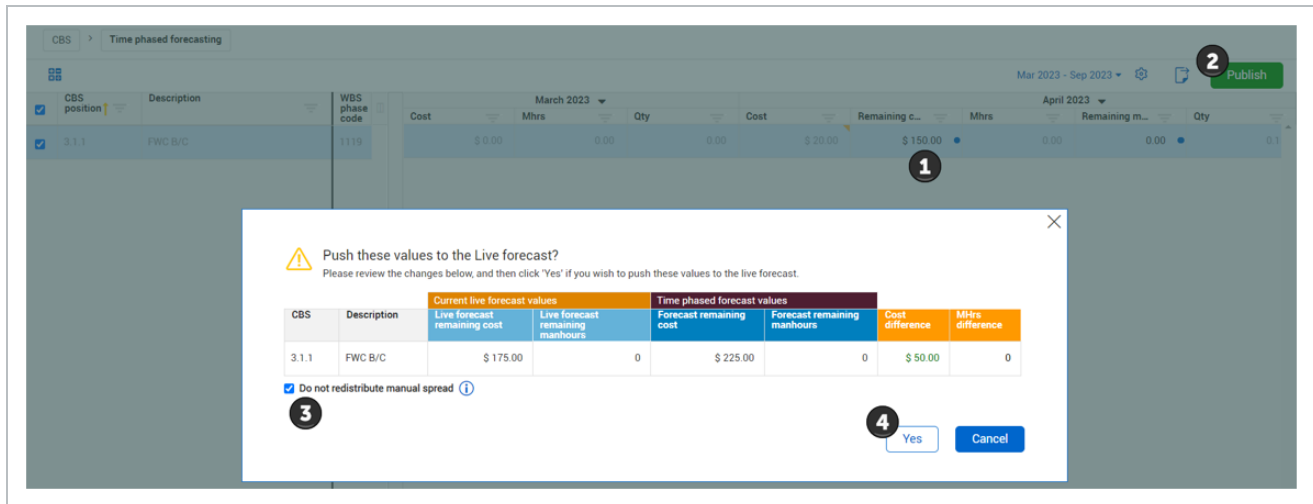 CBS > Time phased forecasting
Mar 2023 - Sep 2023
2
Publish
CBS position
Description
WBS phase code
March 2023
April 2023
Cost
Mhrs
Qty
Cost
Remaining c...
Mhrs
Remaining m...
Qty
3.1.1 FWC B/C 1119 $ 0.00 0.00 0.00 $ 20.00 $ 150.00 0.00 0.00 0.1
1
Push these values to the Live forecast?
Please review the changes below, and then click 'Yes' if you wish to push these values to the live forecast.
Current live forecast values
Time phased forecast values
CBS
Description
Live forecast remaining cost
Live forecast remaining manhours
Forecast remaining cost
Forecast remaining manhours
Cost difference
MHrs difference
3.1.1 FWC B/C $ 175.00 0 $ 225.00 0 $ 50.00 0
Do not redistribute manual spread i
3
4
Yes
Cancel